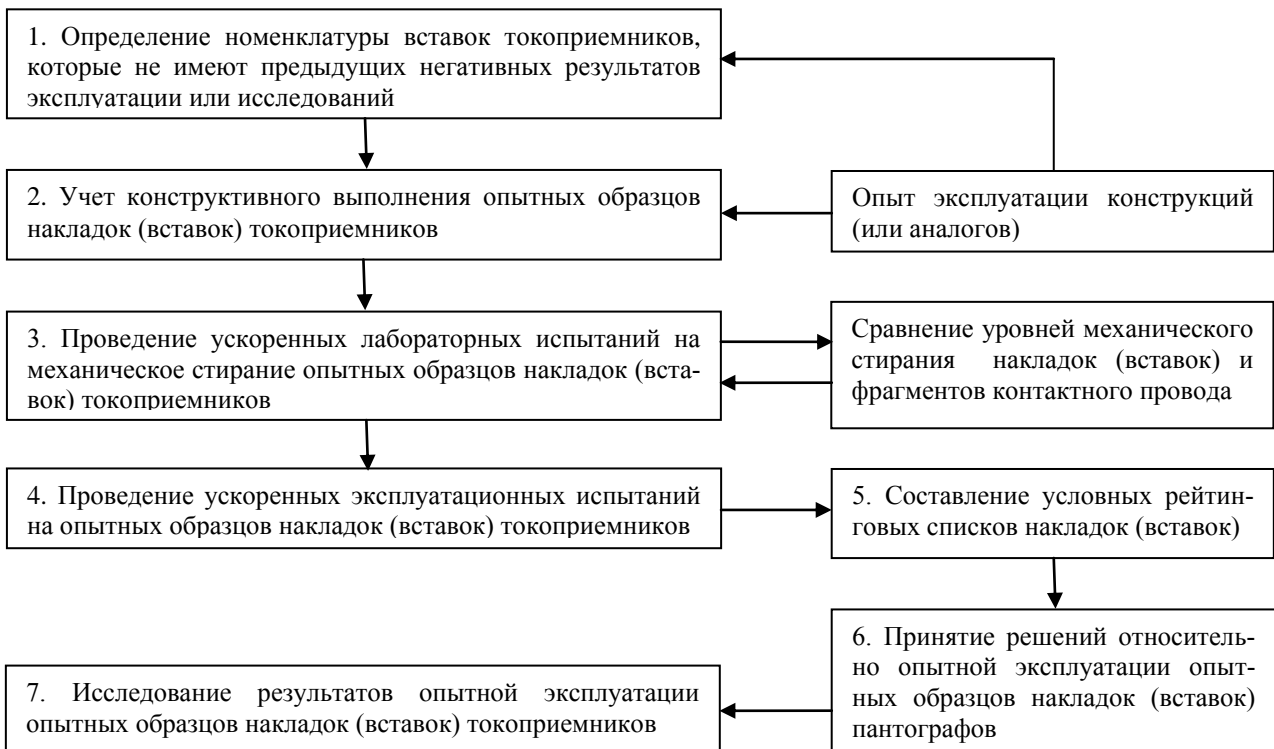 1. Определение номенклатуры вставок токоприемников,
которые не имеют предыдущих негативных результатов
эксплуатации или исследований
2. Учет конструктивного выполнения опытных образцов
накладок (вставок) токоприемников
Опыт эксплуатации конструкций
(или аналогов)
3. Проведение ускоренных лабораторных испытаний на
механическое стирание опытных образцов накладок (вста-
вок) токоприемников
Сравнение уровней механического
стирания накладок (вставок) и
фрагментов контактного провода
4. Проведение ускоренных эксплуатационных испытаний
на опытных образцов накладок (вставок) токоприемников
5. Составление условных рейтин-
говых списков накладок (вставок)
6. Принятие решений относитель-
но опытной эксплуатации опыт-
ных образцов накладок (вставок)
пантографов
7. Исследование результатов опытной эксплуатации
опытных образцов накладок (вставок) токоприемников